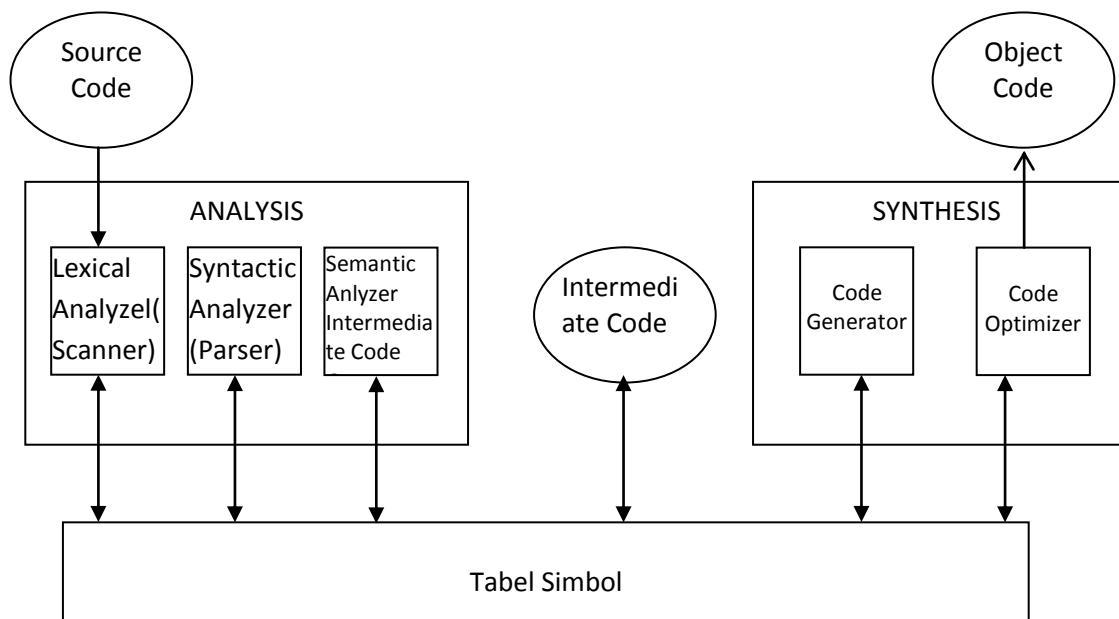 Source
Code
Object
Code
ANALYSIS
SYNTHESIS
Lexical
Analyzel(
Scanner)
Syntactic
Analyzer
(Parser)
Semantic
Anlyzer
Intermedia
te Code
Intermedi
ate Code
Code
Generator
Code
Optimizer
Tabel Simbol